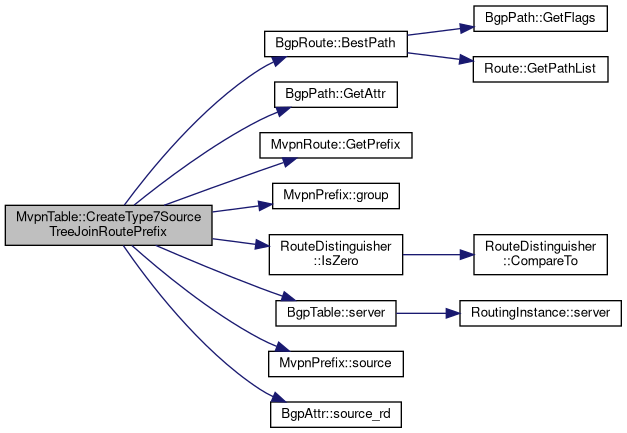 MvpnTable::CreateType7Source
TreeJoinRoutePrefix
BgpRoute::BestPath
BgpPath::GetFlags
Route::GetPathList
BgpPath::GetAttr
MvpnRoute::GetPrefix
MvpnPrefix::group
RouteDistinguisher
::IsZero
RouteDistinguisher
::CompareTo
BgpTable::server
RoutingInstance::server
MvpnPrefix::source
BgpAttr::source_rd